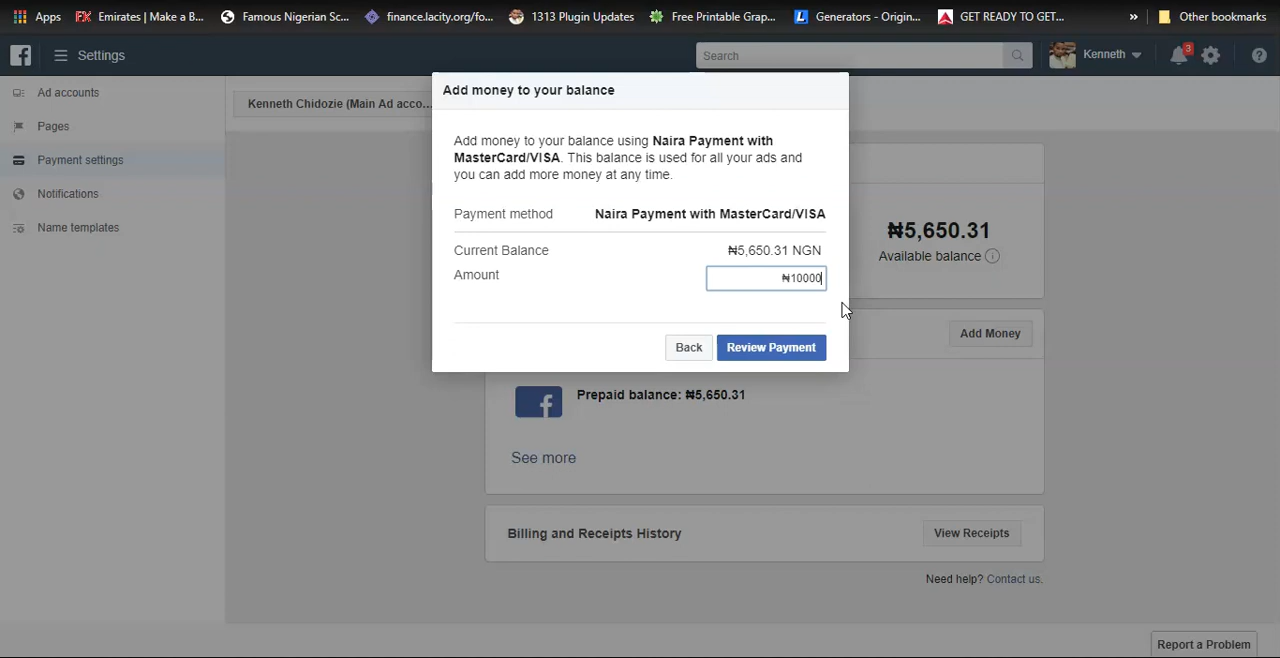 Apps Emirates | Make a B... Famous Nigerian Sc... finance.lacity.org/fo... 1313 Plugin Updates Free Printable Grap... Generators - Origin... GET READY TO GET... » Other bookmarks
Settings Search Kenneth 3
Ad accounts
Pages
Payment settings
Notifications
Name templates
Kenneth Chidozie (Main Ad acco...
Add money to your balance
Add money to your balance using Naira Payment with
MasterCard/VISA. This balance is used for all your ads and
you can add more money at any time.
Payment method Naira Payment with MasterCard/VISA
Current Balance ₦5,650.31 NGN
Amount ₦10000
Back Review Payment
₦5,650.31
Available balance
Add Money
Prepaid balance: ₦5,650.31
See more
Billing and Receipts History View Receipts
Need help? Contact us.
Report a Problem